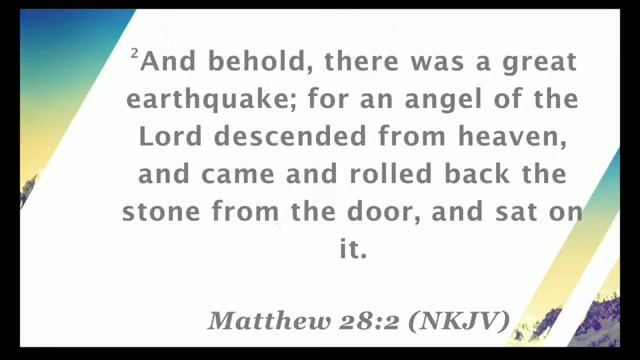 ²And behold, there was a great
earthquake; for an angel of the
Lord descended from heaven,
and came and rolled back the
stone from the door, and sat on
it.
Matthew 28:2 (NKJV)